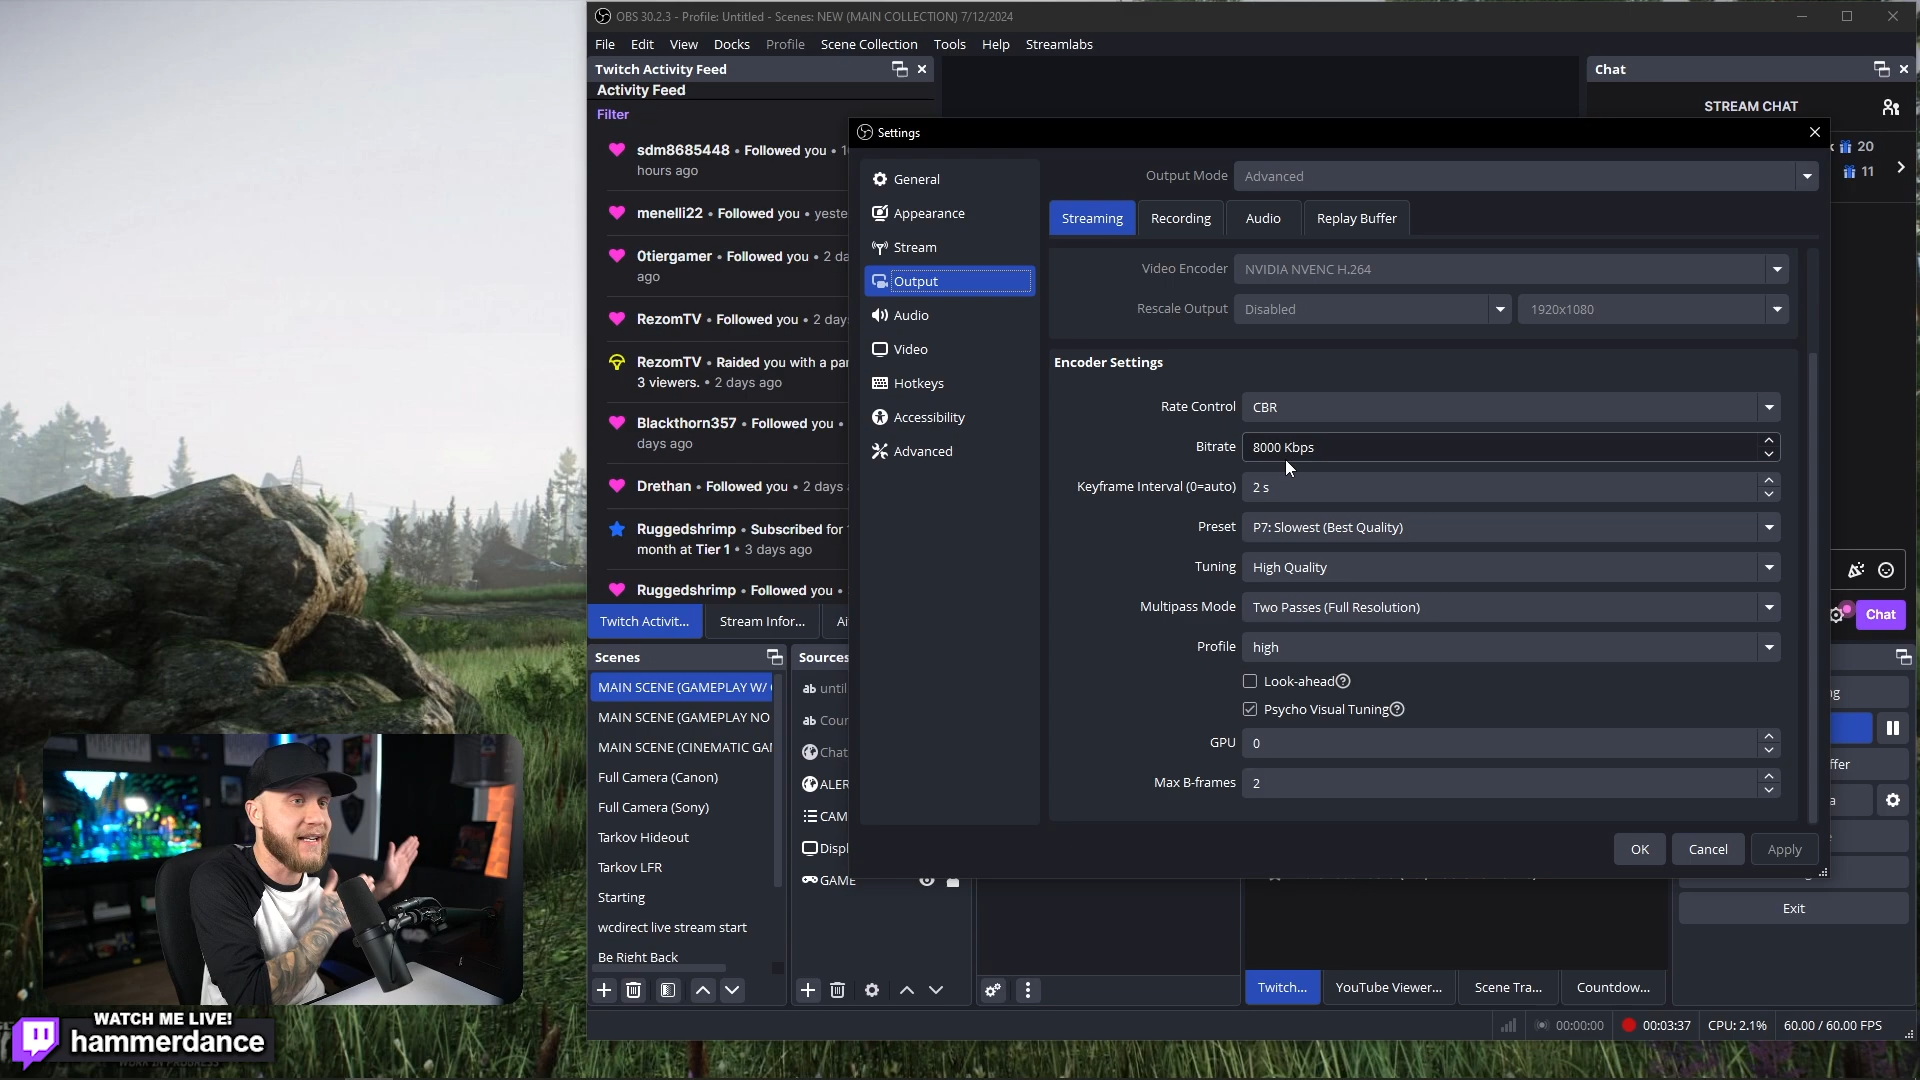 OBS 30.2.3 - Profile: Untitled - Scenes: NEW (MAIN COLLECTION) 7/12/2024
File Edit View Docks Profile Scene Collection Tools Help Streamlabs
Twitch Activity Feed
Activity Feed
Filter
sdm8685448 • Followed you •
hours ago
menelli22 • Followed you •
0tiergamer • Followed you •
ago
RezomTV • Followed you • 2 day
RezomTV • Raided you with a
3 viewers. • 2 days ago
Blackthorn357 • Followed you •
days ago
Drethan • Followed you • 2 days
Ruggedshrimp • Subscribed for
month at Tier 1 • 3 days ago
Ruggedshrimp • Followed you •
Twitch Activit... Stream Infor...
Chat
STREAM CHAT
20
11
Chat
Settings
General
Appearance
Stream
Output
Audio
Video
Hotkeys
Accessibility
Advanced
Output Mode Advanced
Streaming Recording Audio Replay Buffer
Video Encoder NVIDIA NVENC H.264
Rescale Output Disabled 1920x1080
Encoder Settings
Rate Control CBR
Bitrate 8000 Kbps
Keyframe Interval (0=auto) 2 s
Preset P7: Slowest (Best Quality)
Tuning High Quality
Multipass Mode Two Passes (Full Resolution)
Profile high
Look-ahead
Psycho Visual Tuning
GPU 0
Max B-frames 2
OK Cancel Apply
Scenes
MAIN SCENE (GAMEPLAY W/
MAIN SCENE (GAMEPLAY NO
MAIN SCENE (CINEMATIC GA
Full Camera (Canon)
Full Camera (Sony)
Tarkov Hideout
Tarkov LFR
Starting
wcdirect live stream start
Be Right Back
Sources
ab until
ab Cour
Chat
ALER
CAM
Displ
GAME
Exit
Twitch... YouTube Viewer... Scene Tra... Countdow...
00:00:00 00:03:37 CPU: 2.1% 60.00 / 60.00 FPS
WATCH ME LIVE!
hammerdance